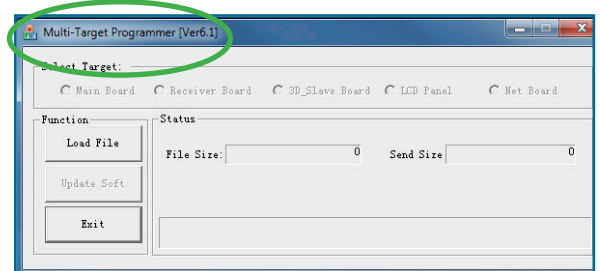 Multi-Target Programmer [Ver6.1]
Select Target:
Main Board Receiver Board 3D_Slave Board LCD Panel Net Board
Function
Status
Load File
File Size: 0 Send Size 0
Update Soft
Exit